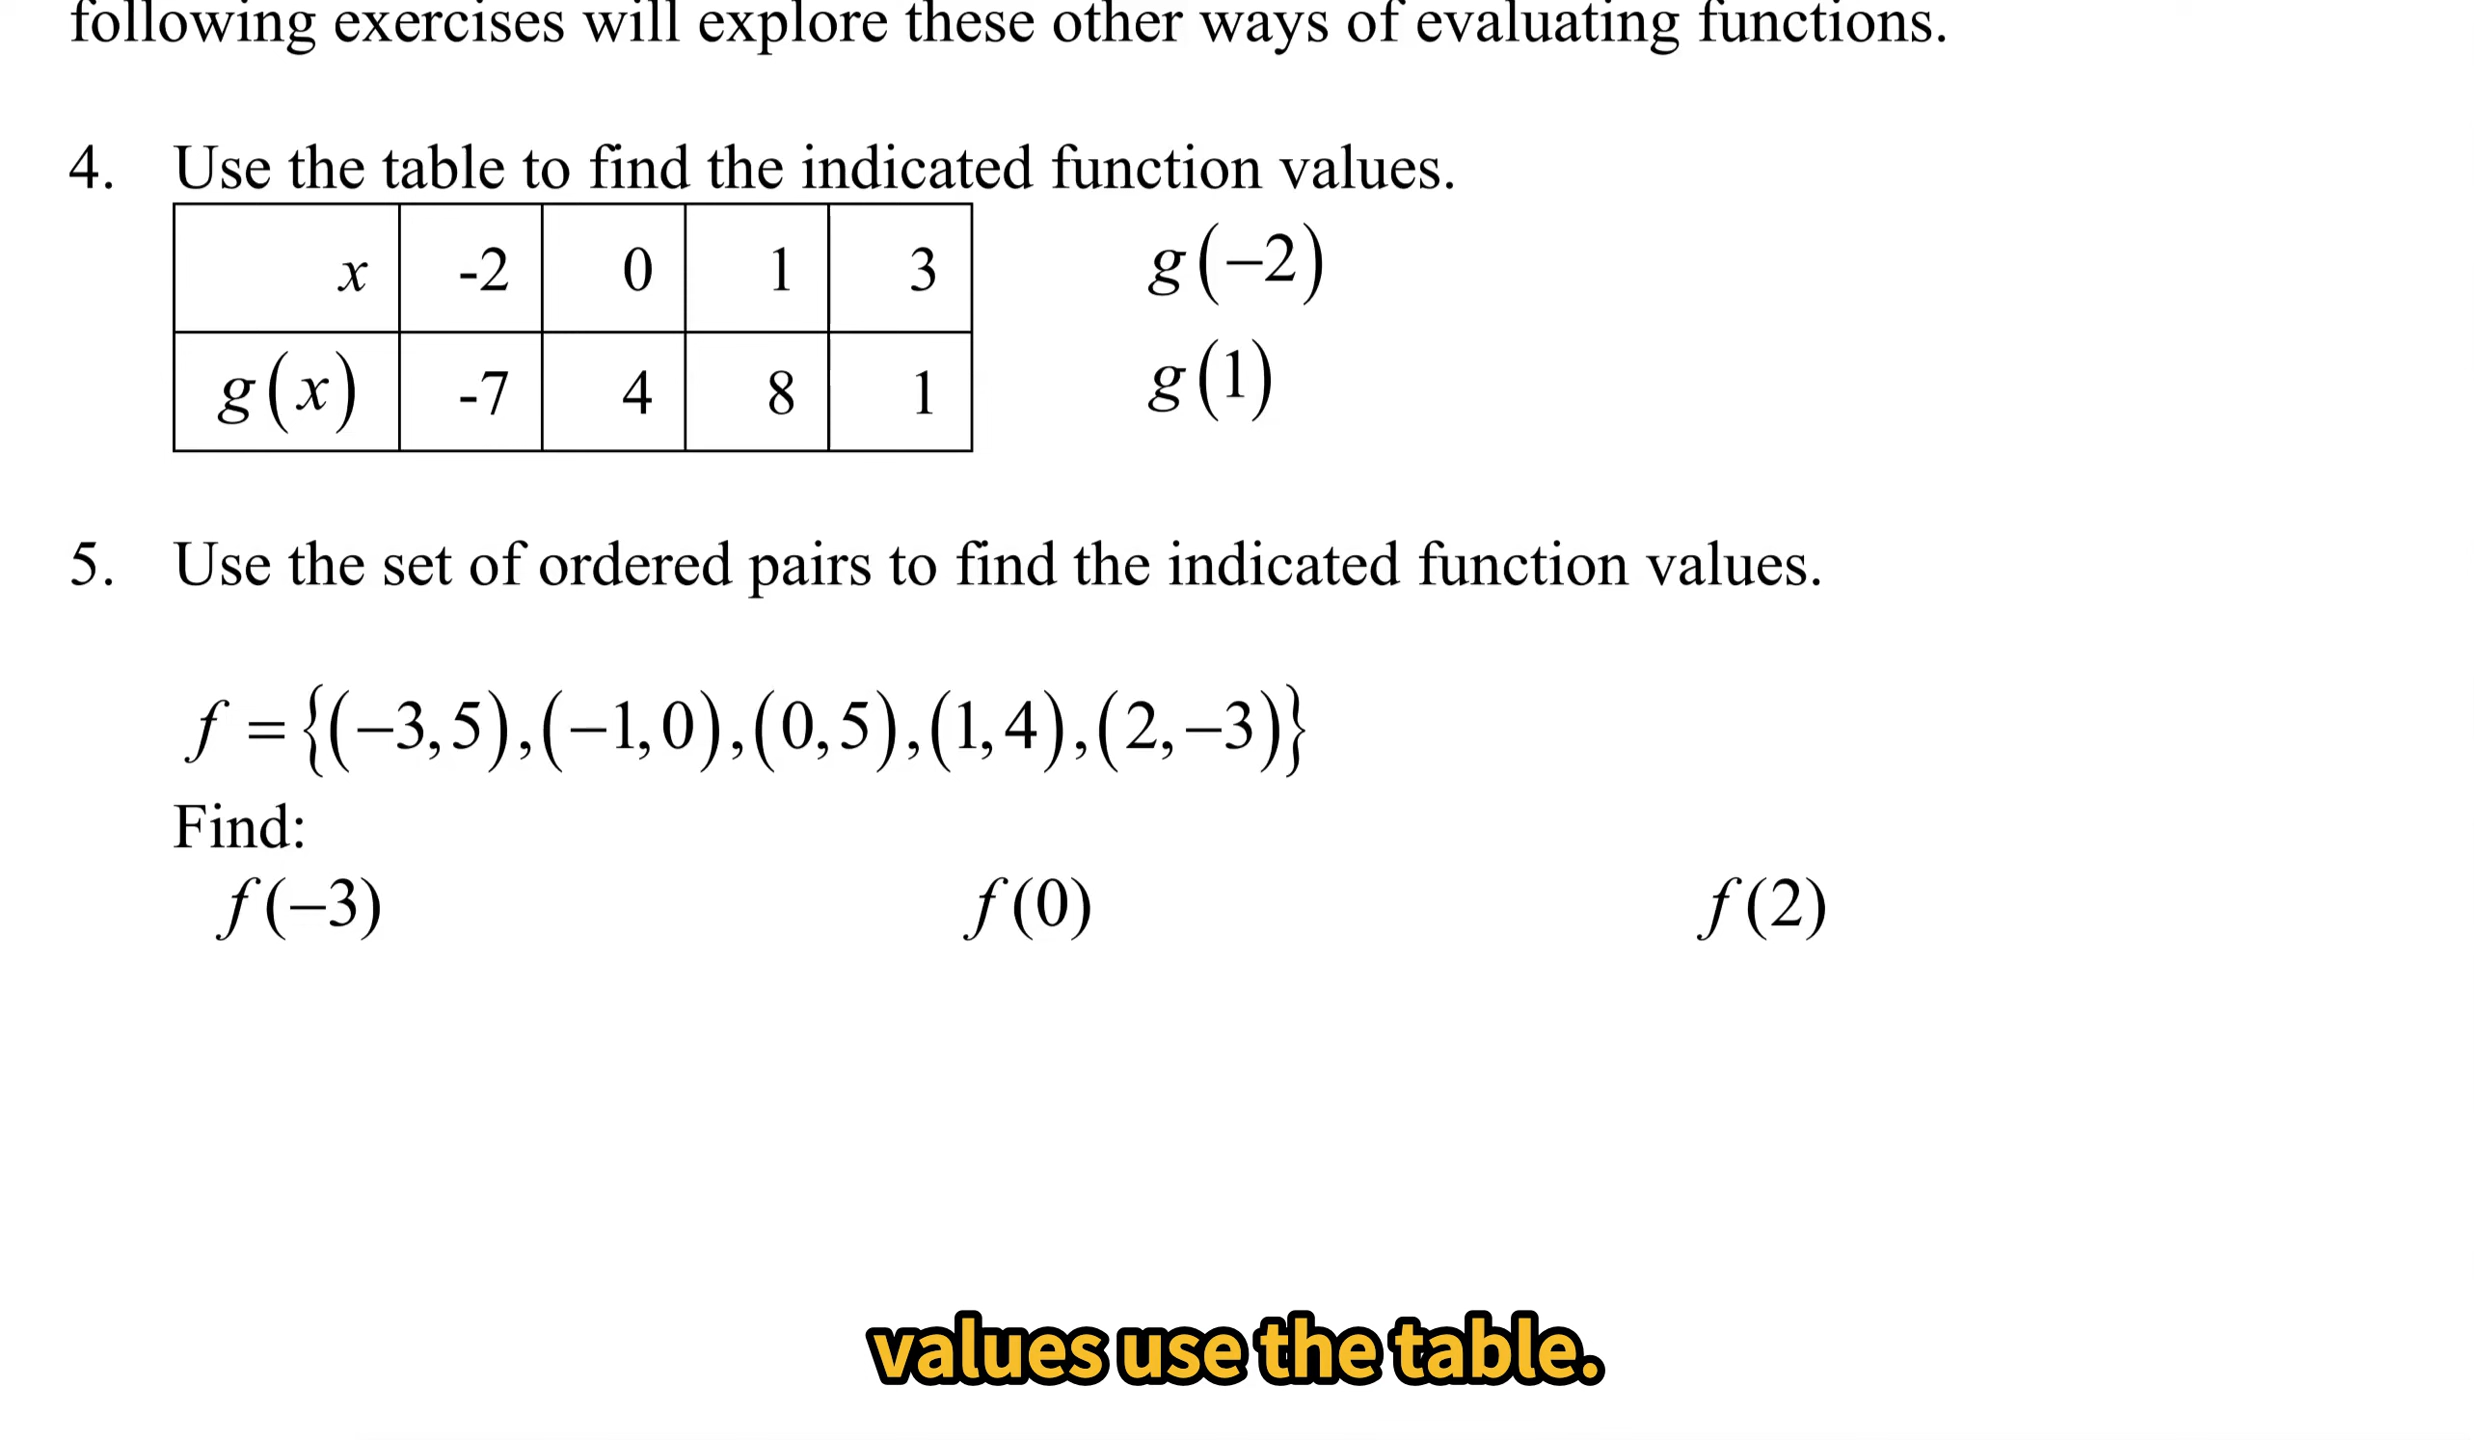 following exercises will explore these other ways of evaluating functions.
4. Use the table to find the indicated function values.
x -2 0 1 3
g(x) -7 4 8 1
g(−2)
g(1)
5. Use the set of ordered pairs to find the indicated function values.
f = {(−3,5),(−1,0),(0,5),(1,4),(2,−3)}
Find:
f(−3) f(0) f(2)
values use the table.